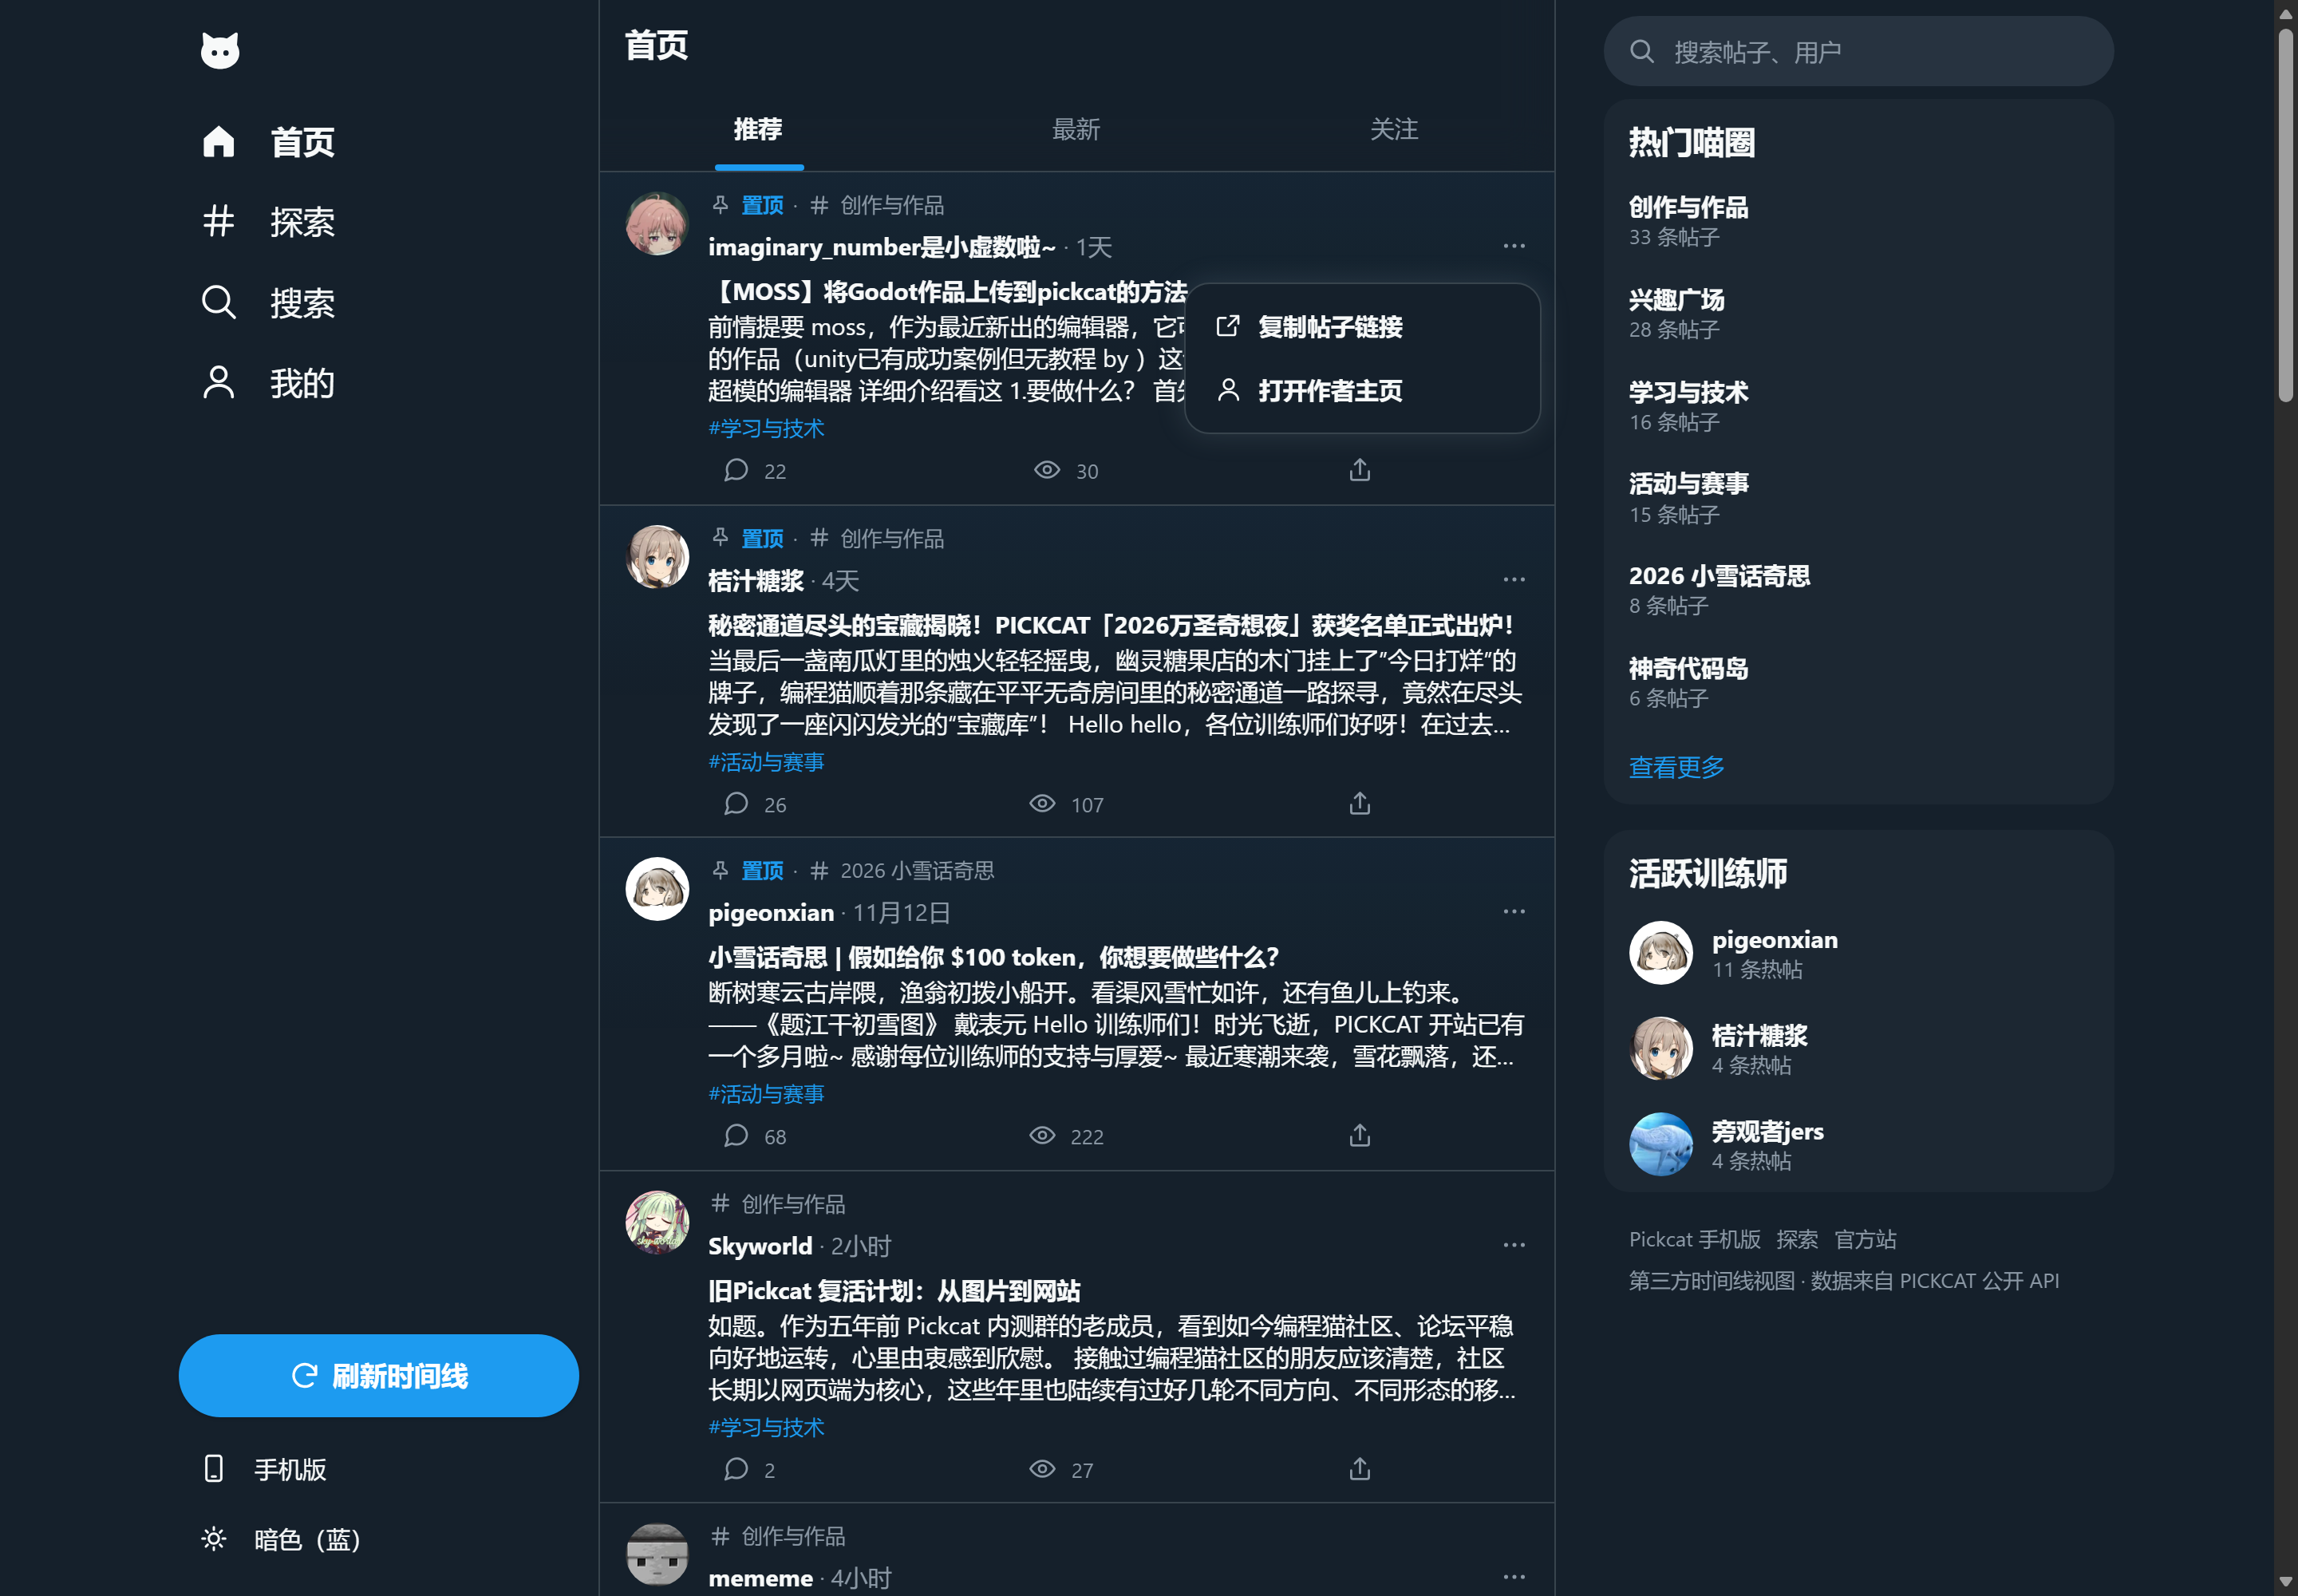 首页
探索
搜索
我的
刷新时间线
手机版
暗色（蓝）
首页
推荐
最新
关注
置顶 · 创作与作品
imaginary_number是小虚数啦~ · 1天
【MOSS】将Godot作品上传到pickcat的方法
前情提要 moss，作为最近新出的编辑器，它
的作品（unity已有成功案例但无教程 by ）这
超模的编辑器 详细介绍看这 1.要做什么？ 首
#学习与技术
22 30
复制帖子链接
打开作者主页
置顶 · 创作与作品
桔汁糖浆 · 4天
秘密通道尽头的宝藏揭晓！PICKCAT「2026万圣奇想夜」获奖名单正式出炉！
当最后一盏南瓜灯里的烛火轻轻摇曳，幽灵糖果店的木门挂上了”今日打烊”的
牌子，编程猫顺着那条藏在平平无奇房间里的秘密通道一路探寻，竟然在尽头
发现了一座闪闪发光的“宝藏库”！ Hello hello，各位训练师们好呀！在过去...
#活动与赛事
26 107
置顶 · 2026 小雪话奇思
pigeonxian · 11月12日
小雪话奇思 | 假如给你 $100 token，你想要做些什么？
断树寒云古岸隈，渔翁初拨小船开。看渠风雪忙如许，还有鱼儿上钓来。
——《题江干初雪图》 戴表元 Hello 训练师们！时光飞逝，PICKCAT 开站已有
一个多月啦~ 感谢每位训练师的支持与厚爱~ 最近寒潮来袭，雪花飘落，还...
#活动与赛事
68 222
创作与作品
Skyworld · 2小时
旧Pickcat 复活计划：从图片到网站
如题。作为五年前 Pickcat 内测群的老成员，看到如今编程猫社区、论坛平稳
向好地运转，心里由衷感到欣慰。 接触过编程猫社区的朋友应该清楚，社区
长期以网页端为核心，这些年里也陆续有过好几轮不同方向、不同形态的移...
#学习与技术
2 27
创作与作品
mememe · 4小时
搜索帖子、用户
热门喵圈
创作与作品
33 条帖子
兴趣广场
28 条帖子
学习与技术
16 条帖子
活动与赛事
15 条帖子
2026 小雪话奇思
8 条帖子
神奇代码岛
6 条帖子
查看更多
活跃训练师
pigeonxian
11 条热帖
桔汁糖浆
4 条热帖
旁观者jers
4 条热帖
Pickcat 手机版 探索 官方站
第三方时间线视图 · 数据来自 PICKCAT 公开 API